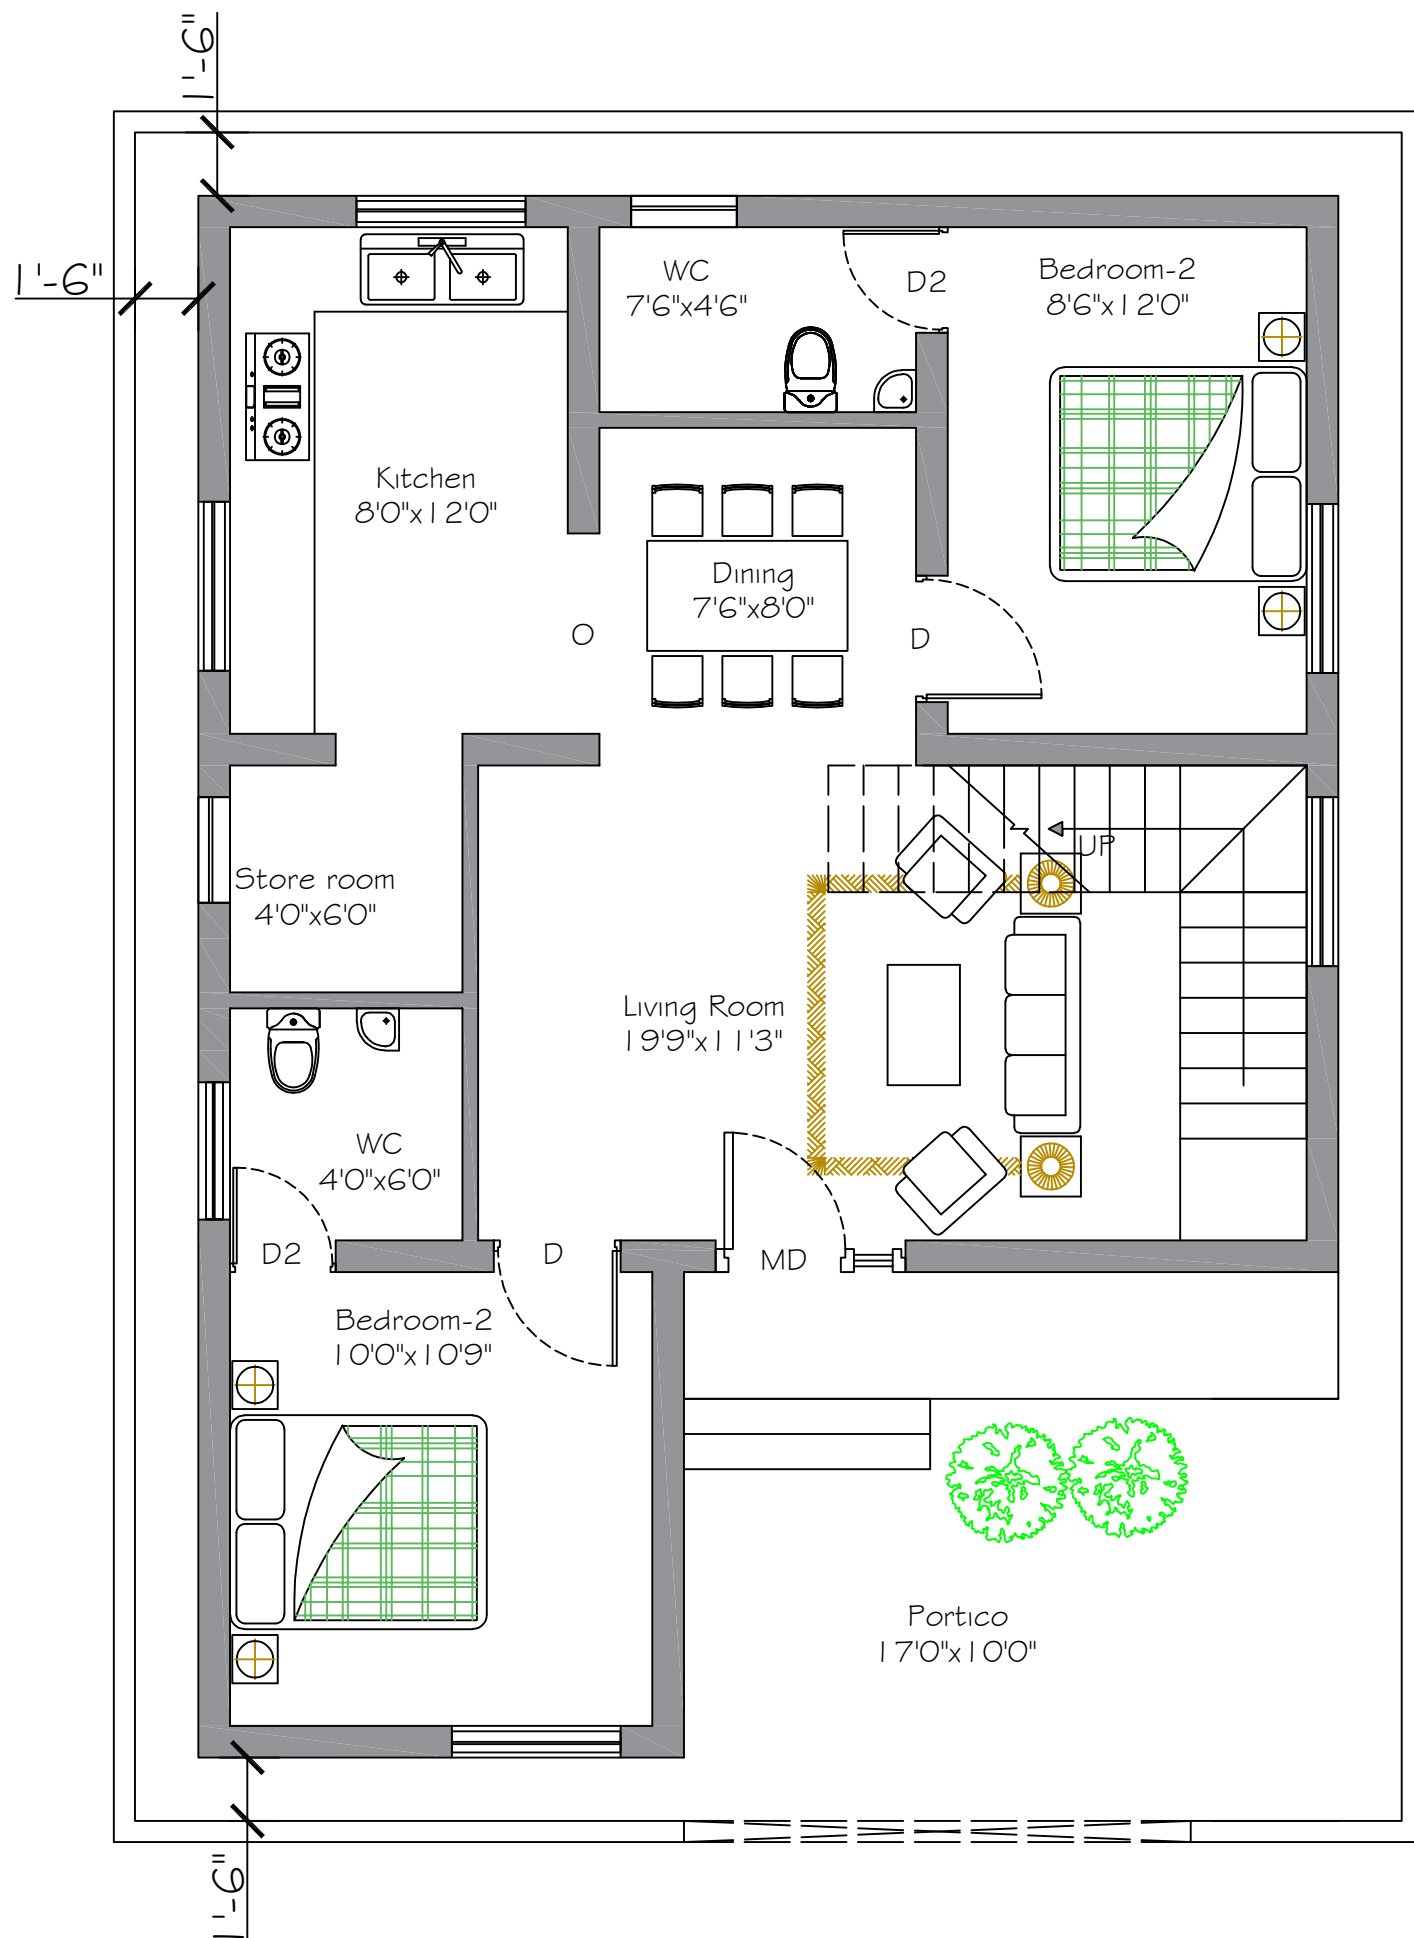 1'-6"
1'-6"
WC
7'6"x4'6"
D2
Bedroom-2
8'6"x12'0"
Kitchen
8'0"x12'0"
Dining
7'6"x8'0"
O
D
UP
Store room
4'0"x6'0"
Living Room
19'9"x11'3"
WC
4'0"x6'0"
D2
D
MD
Bedroom-2
10'0"x10'9"
Portico
17'0"x10'0"
1'-6"